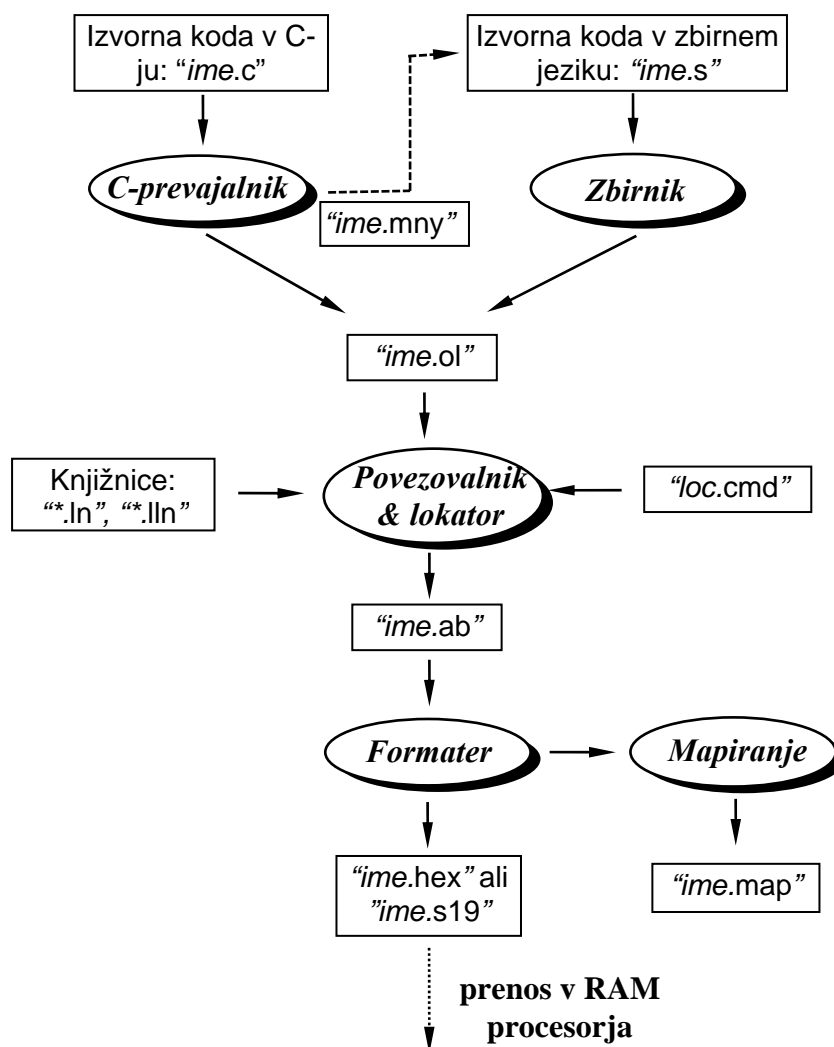 Izvorna koda v C-
ju: “ime.c”
Izvorna koda v zbirnem
jeziku: “ime.s”
C-prevajalnik
Zbirnik
“ime.mny”
“ime.ol”
Knjižnice:
“*.ln”, “*.lln”
Povezovalnik
& lokator
“loc.cmd”
“ime.ab”
Formater
Mapiranje
“ime.hex” ali
”ime.s19”
“ime.map”
prenos v RAM
procesorja